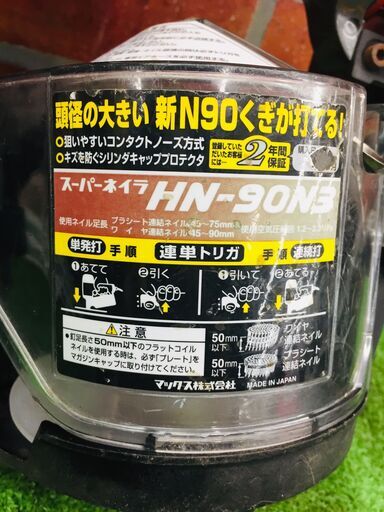 頭径の大きい 新N90くぎが打てる!
●狙いやすいコンタクトノーズ方式
●キズを防ぐシリンダキャッププロテクタ
登録していただいたお客様には
2年間保証
スーパーネイラ HN-90N3
使用ネイル足長 プラシート連結ネイル45~75mm
ワイヤ連結ネイル45~90mm
使用空気圧範囲
単発打 手順 連単トリガ 手順 連続打
①あてて ②引く ①引いて ②あてる
⚠注意
●釘足長さ50mm以下のフラットコイル
ネイルを使用する時は、必ず「プレート」を
マガジンキャップに取り付けてください。
50mm以下 ワイヤ連結ネイル
50mm以下 プラシート連結ネイル
マックス株式会社 MADE IN JAPAN